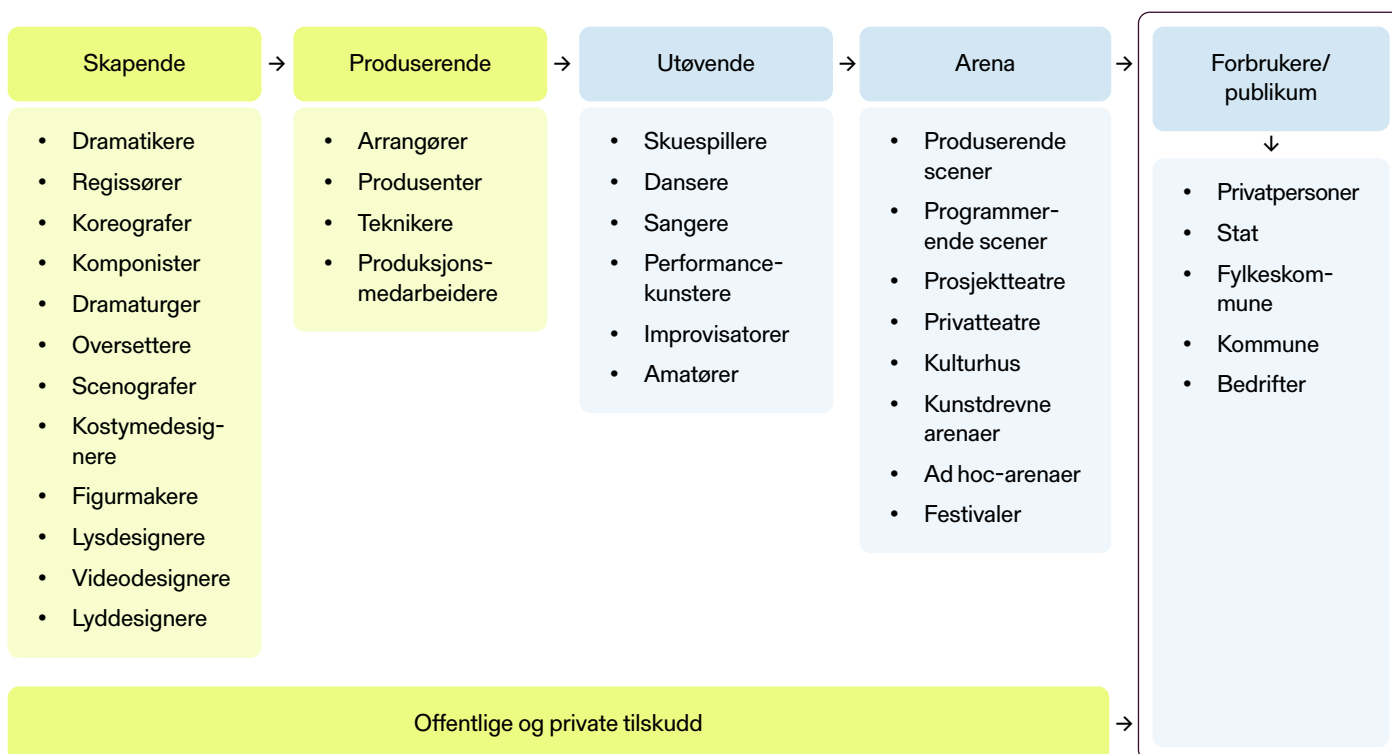 Skapende
→
Produserende
→
Utøvende
→
Arena
→
Forbrukere/
publikum
↓
• Dramatikere
• Regissører
• Koreografer
• Komponister
• Dramaturger
• Oversettere
• Scenografer
• Kostymedesig-
nere
• Figurmakere
• Lysdesignere
• Videodesignere
• Lyddesignere
• Arrangører
• Produsenter
• Teknikere
• Produksjons-
medarbeidere
• Skuespillere
• Dansere
• Sangere
• Performance-
kunstere
• Improvisatorer
• Amatører
• Produserende
scener
• Programmer-
ende scener
• Prosjektteatre
• Privatteatre
• Kulturhus
• Kunstdrevne
arenaer
• Ad hoc-arenaer
• Festivaler
• Privatpersoner
• Stat
• Fylkeskom-
mune
• Kommune
• Bedrifter
Offentlige og private tilskudd
→